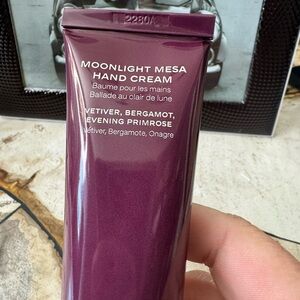 2280A
MOONLIGHT MESA
HAND CREAM
Baume pour les mains
Ballade au clair de lune
VETIVER, BERGAMOT,
EVENING PRIMROSE
Vétiver, Bergamote, Onagre